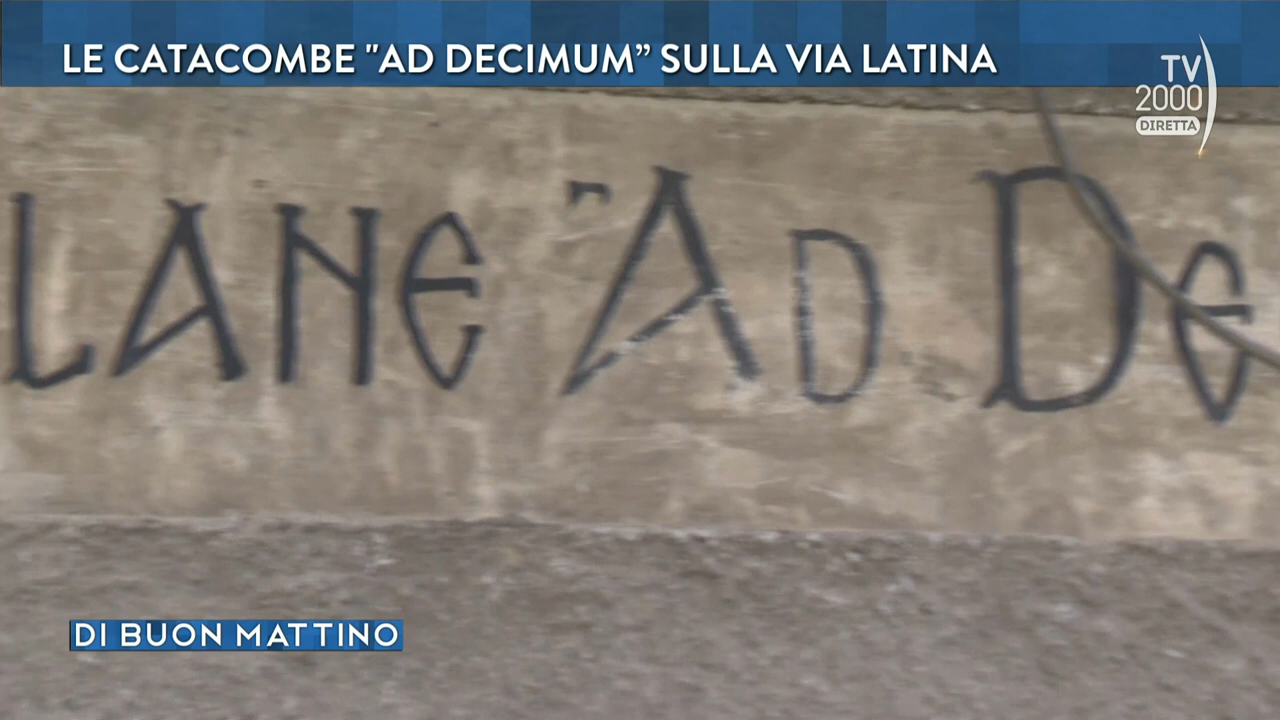 LE CATACOMBE "AD DECIMUM” SULLA VIA LATINA
TV
2000
DIRETTA
LANE "AD DE
DI BUON MATTINO